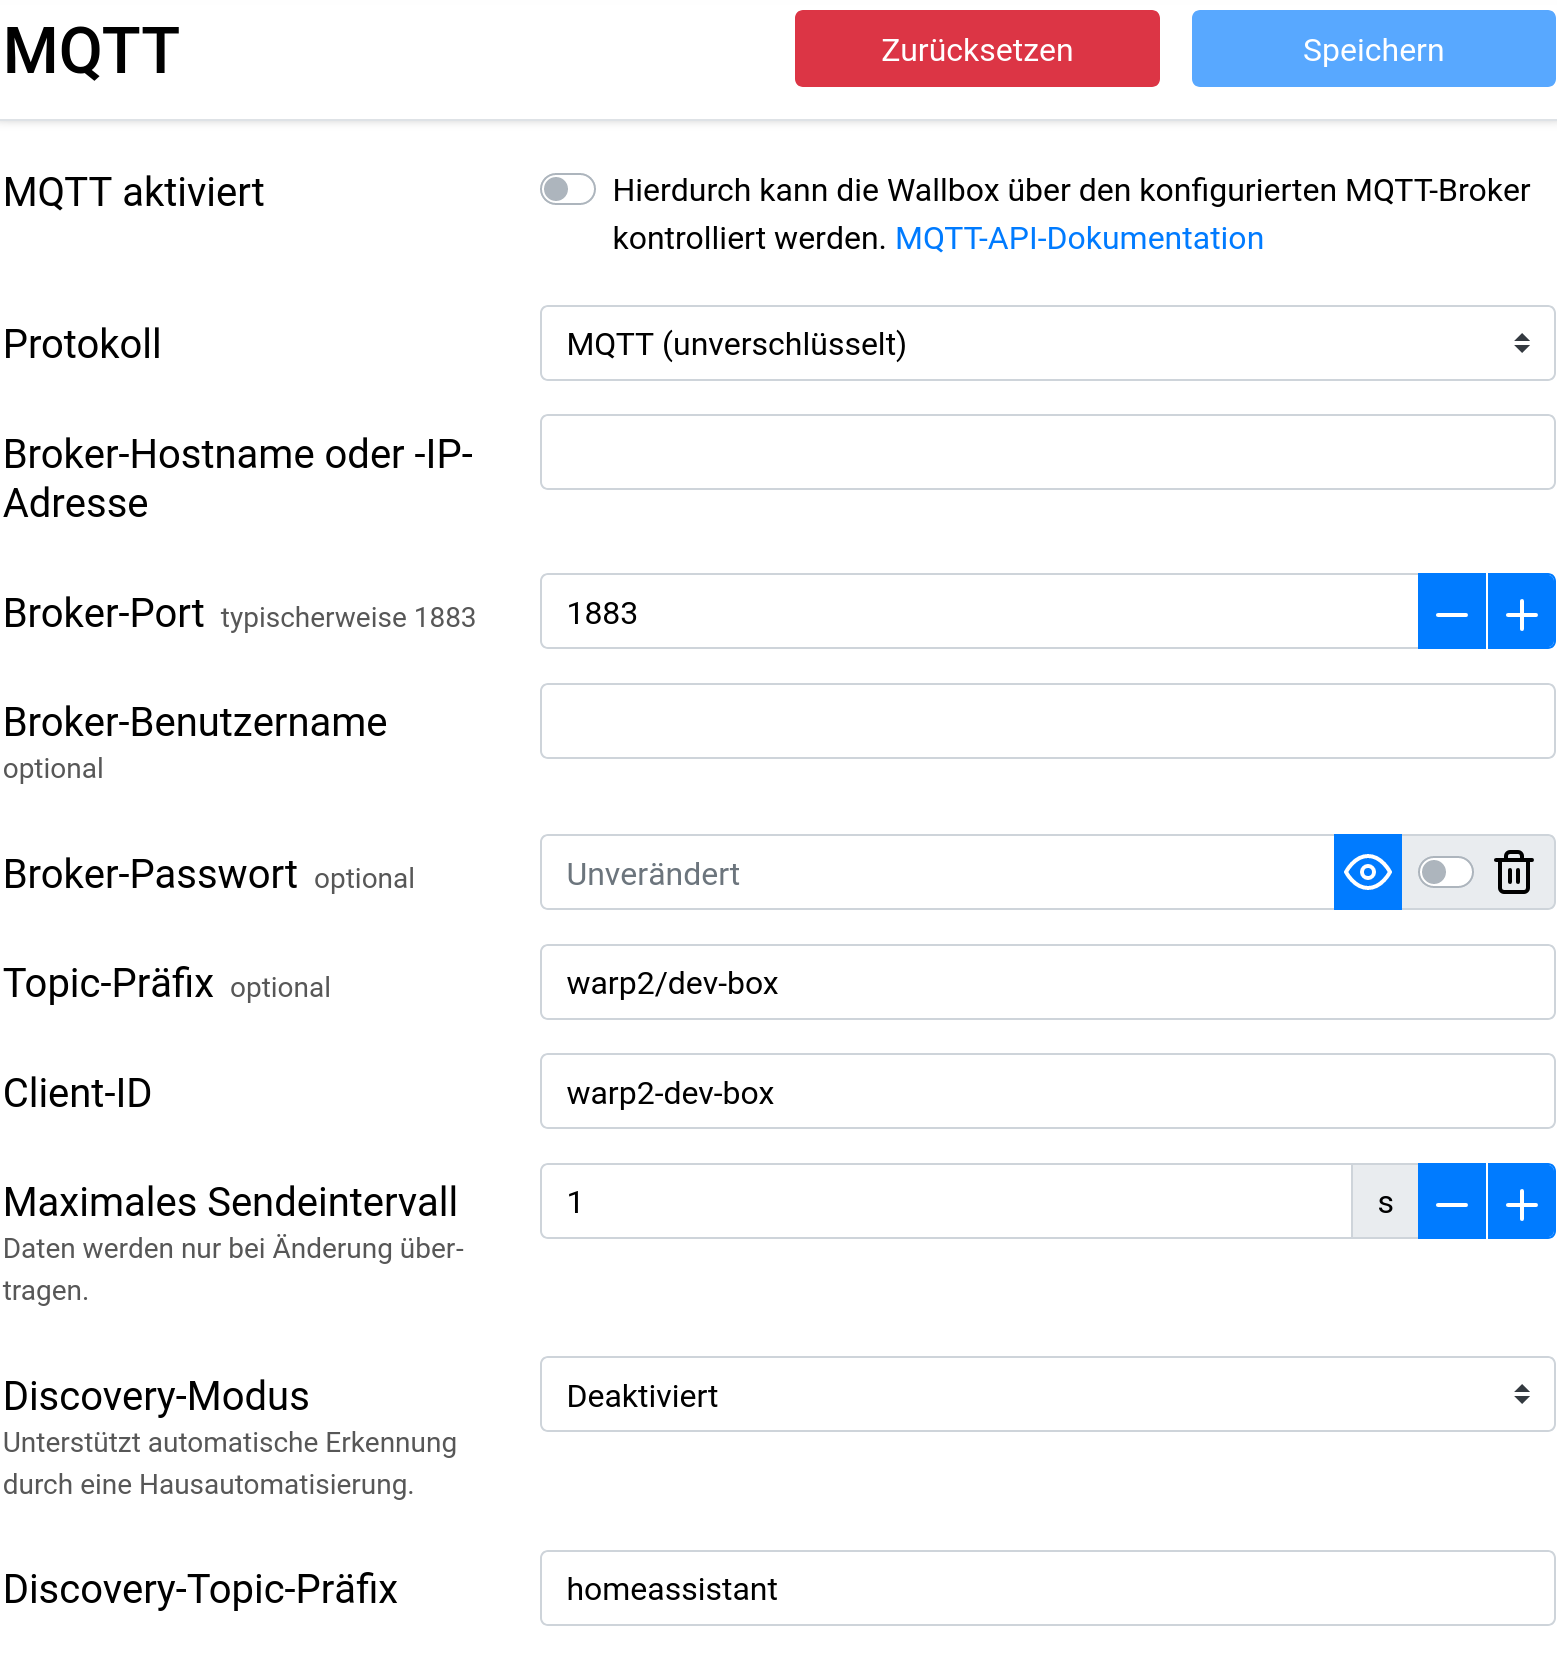 MQTT
Zurücksetzen
Speichern
MQTT aktiviert
Hierdurch kann die Wallbox über den konfigurierten MQTT-Broker
kontrolliert werden. MQTT-API-Dokumentation
Protokoll
MQTT (unverschlüsselt)
Broker-Hostname oder -IP-
Adresse
Broker-Port typischerweise 1883
1883
Broker-Benutzername
optional
Broker-Passwort optional
Unverändert
Topic-Präfix optional
warp2/dev-box
Client-ID
warp2-dev-box
Maximales Sendeintervall
1
s
Daten werden nur bei Änderung über-
tragen.
Discovery-Modus
Deaktiviert
Unterstützt automatische Erkennung
durch eine Hausautomatisierung.
Discovery-Topic-Präfix
homeassistant